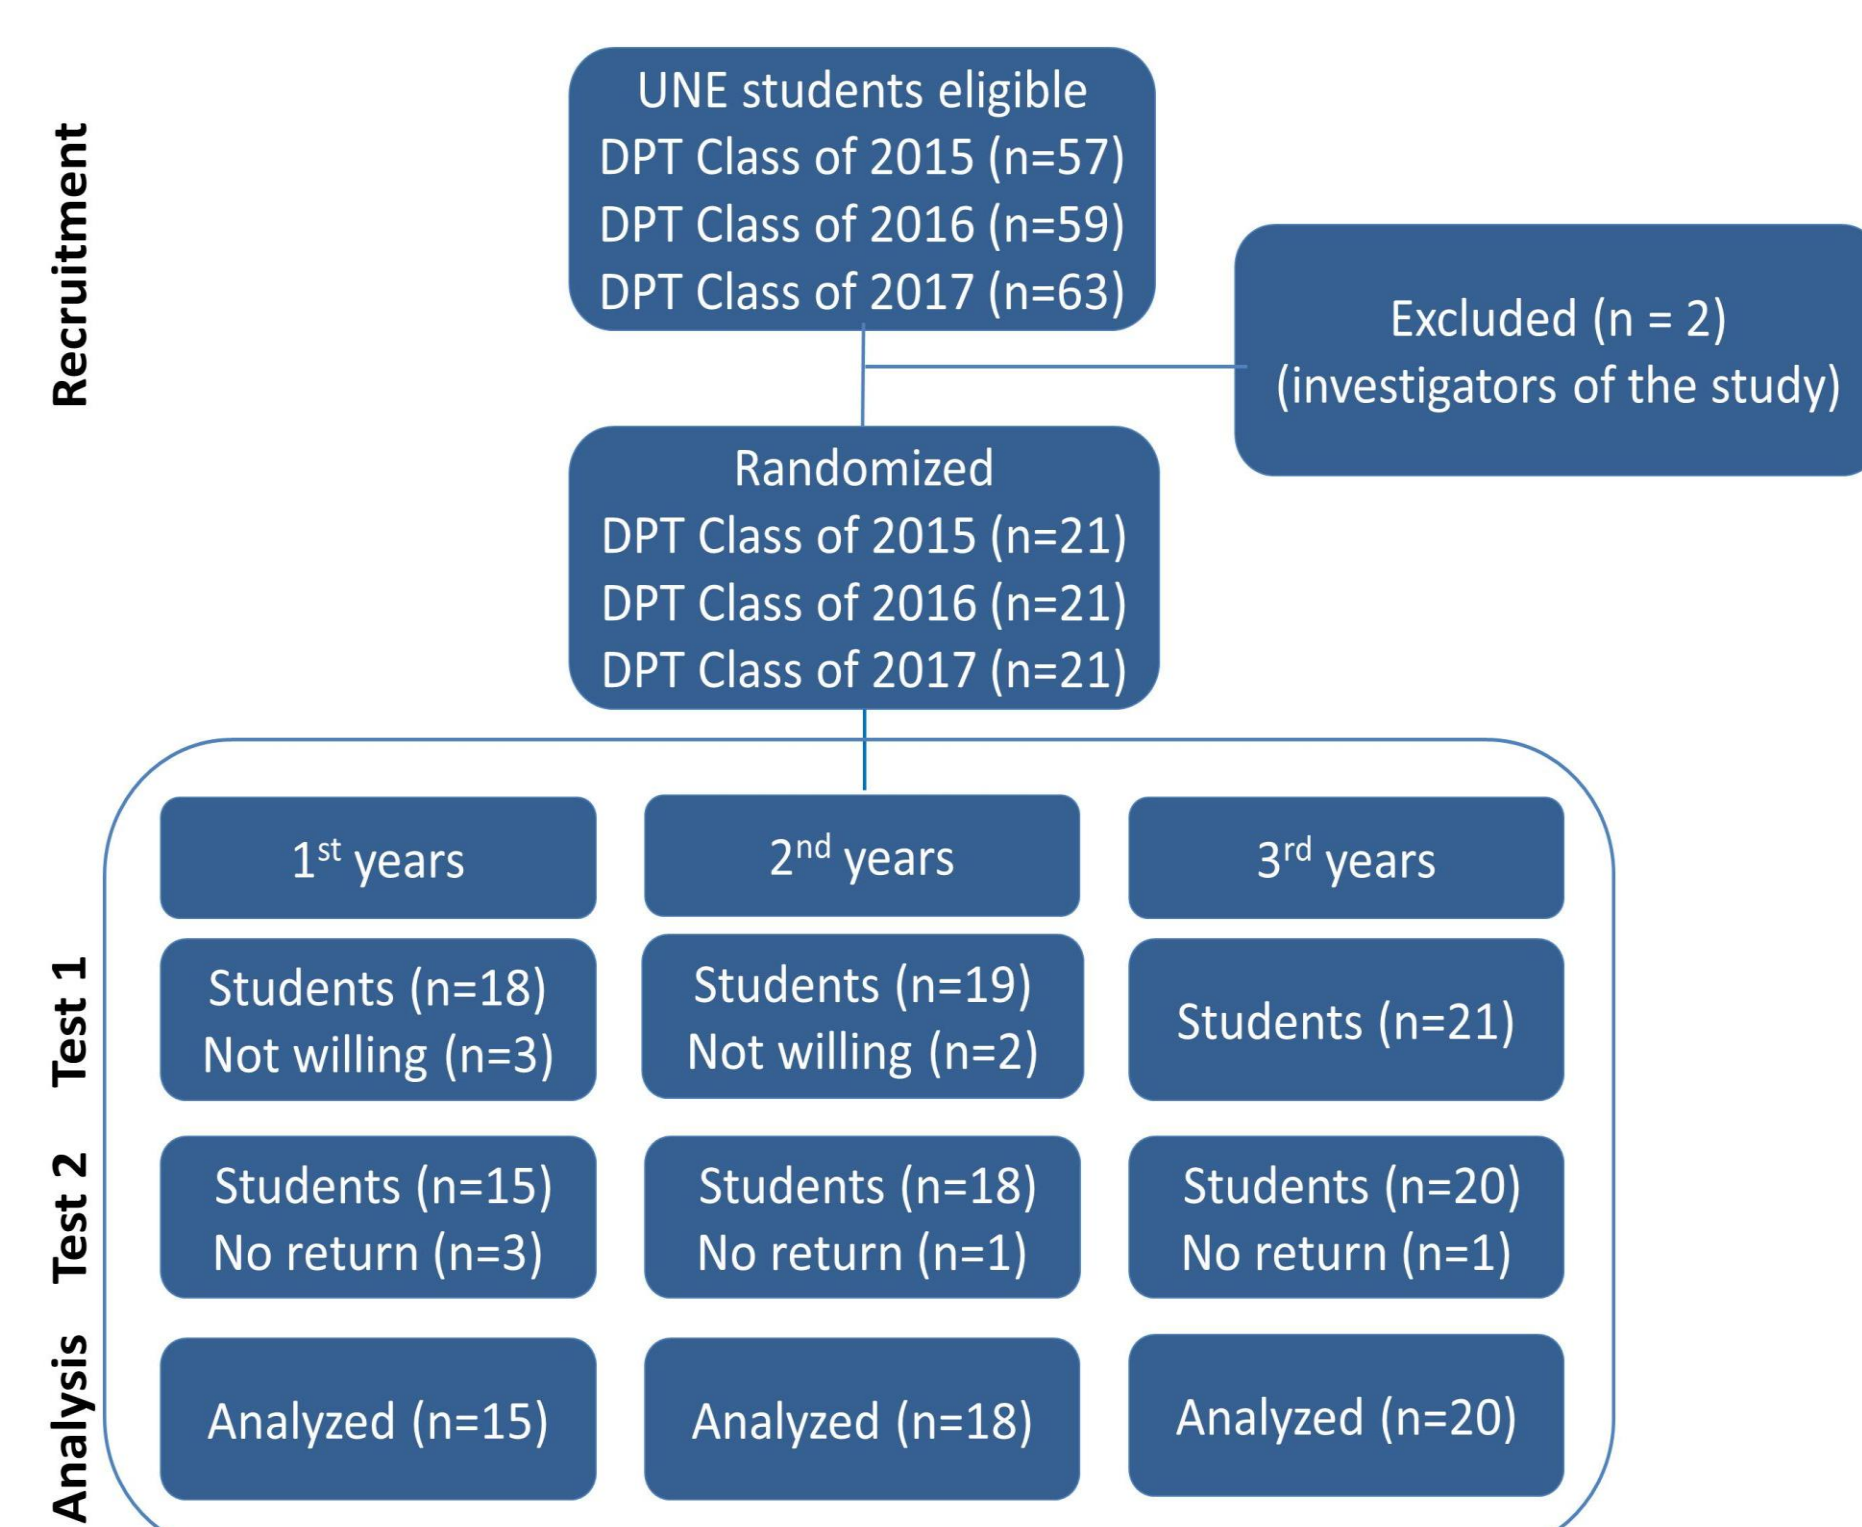 Recruitment
UNE students eligible
DPT Class of 2015 (n=57)
DPT Class of 2016 (n=59)
DPT Class of 2017 (n=63)
Excluded (n = 2)
(investigators of the study)
Randomized
DPT Class of 2015 (n=21)
DPT Class of 2016 (n=21)
DPT Class of 2017 (n=21)
1st years
2nd years
3rd years
Test 1
Students (n=18)
Not willing (n=3)
Students (n=19)
Not willing (n=2)
Students (n=21)
Test 2
Students (n=15)
No return (n=3)
Students (n=18)
No return (n=1)
Students (n=20)
No return (n=1)
Analysis
Analyzed (n=15)
Analyzed (n=18)
Analyzed (n=20)